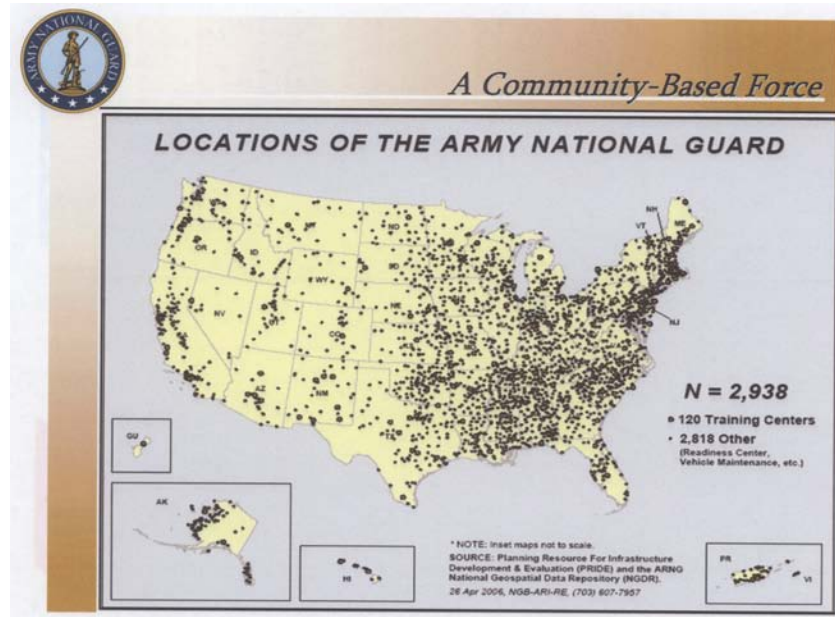 ARMY NATIONAL GUARD
A Community-Based Force
LOCATIONS OF THE ARMY NATIONAL GUARD
NH
VT
ME
ND
OR
ID
SD
WY
NE
NV
UT
CO
NJ
AZ
NM
TX
N = 2,938
120 Training Centers
2,818 Other
(Readiness Center,
Vehicle Maintenance, etc.)
GU
AK
HI
PR
VI
* NOTE: Inset maps not to scale.
SOURCE: Planning Resource For Infrastructure
Development & Evaluation (PRIDE) and the ARNG
National Geospatial Data Repository (NGDR).
26 Apr 2006, NGB-ARI-RE, (703) 607-7957